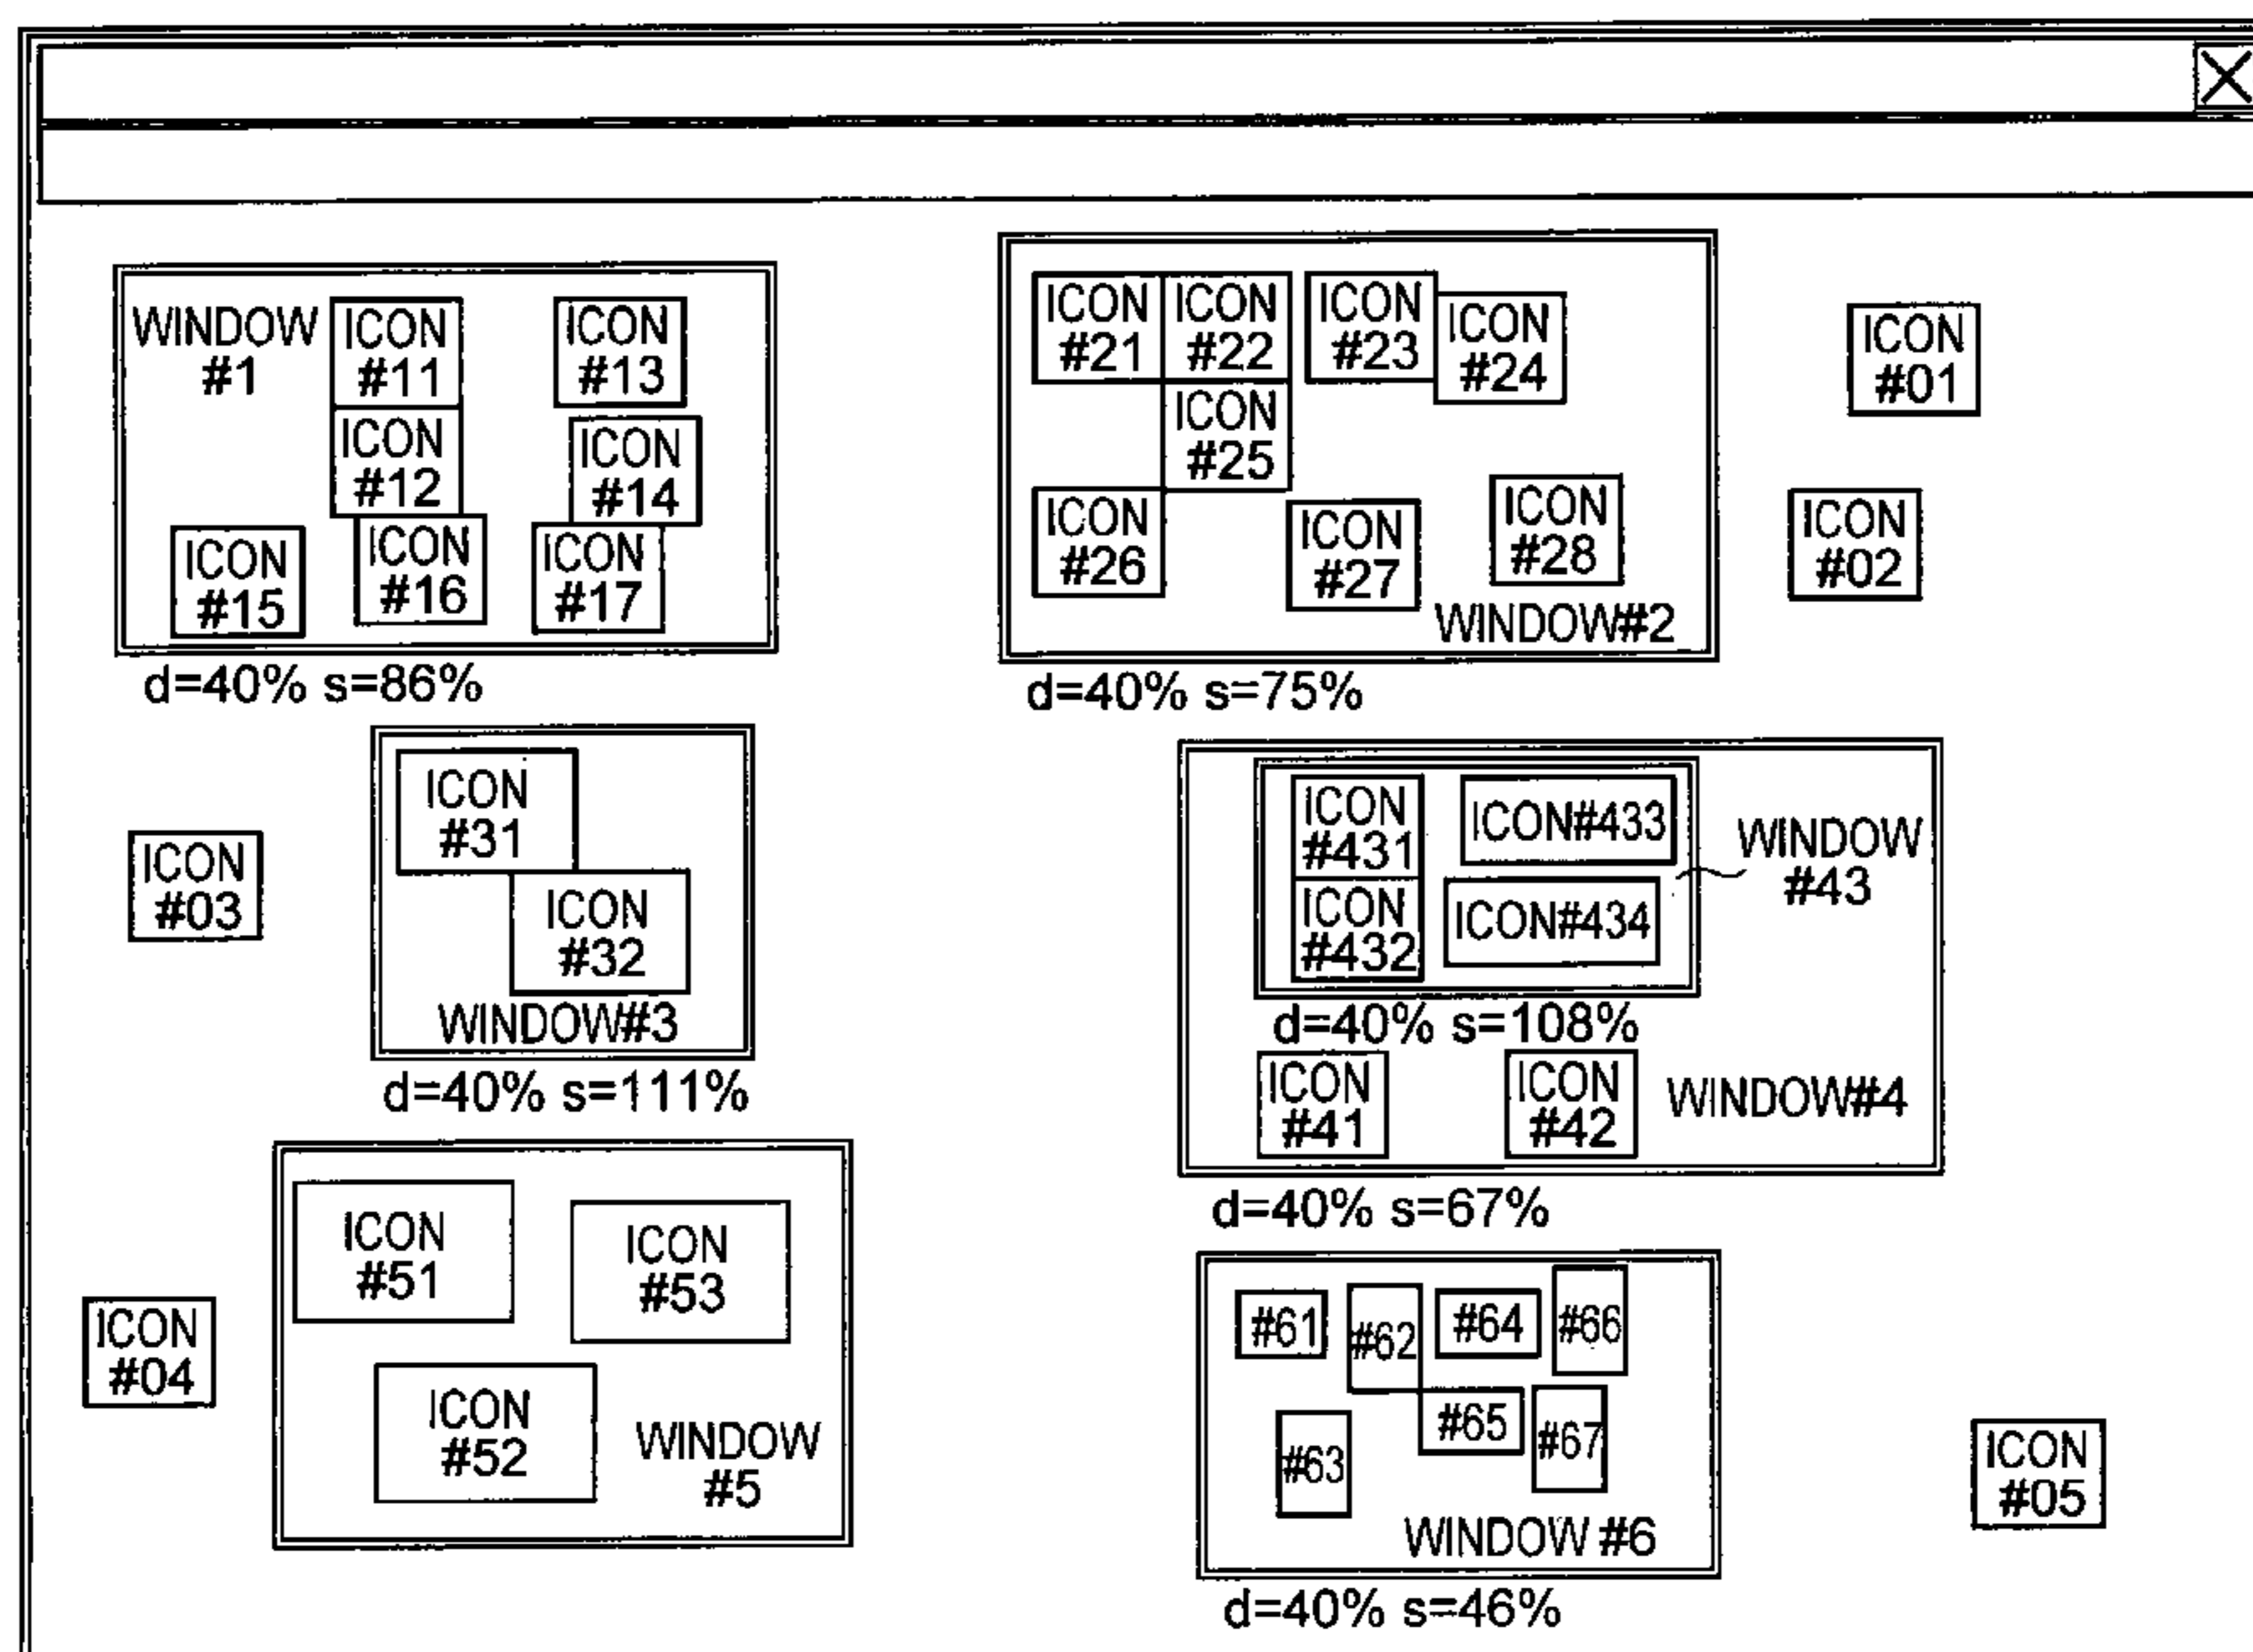 WINDOW
#1
ICON
#11
ICON
#13
ICON
#12
ICON
#14
ICON
#15
ICON
#16
ICON
#17
d=40% s=86%
ICON
#21
ICON
#22
ICON
#23
ICON
#24
ICON
#25
ICON
#26
ICON
#27
ICON
#28
WINDOW#2
d=40% s=75%
ICON
#01
ICON
#02
ICON
#03
ICON
#31
ICON
#32
WINDOW#3
d=40% s=111%
ICON
#431
ICON#433
ICON
#432
ICON#434
WINDOW
#43
d=40% s=108%
ICON
#41
ICON
#42
WINDOW#4
d=40% s=67%
ICON
#04
ICON
#51
ICON
#53
ICON
#52
WINDOW
#5
#61
#62
#64
#66
#63
#65
#67
WINDOW #6
d=40% s=46%
ICON
#05